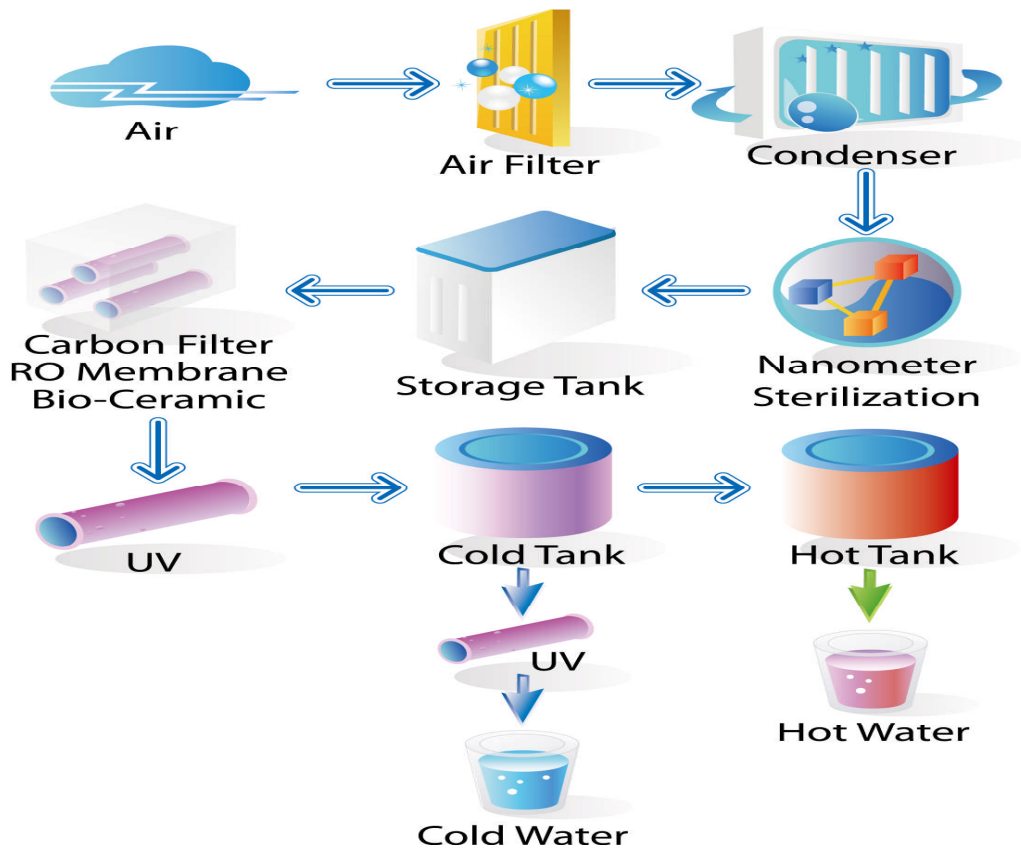 Air
Air Filter
Condenser
Carbon Filter
RO Membrane
Bio-Ceramic
Storage Tank
Nanometer
Sterilization
UV
Cold Tank
Hot Tank
UV
Hot Water
Cold Water